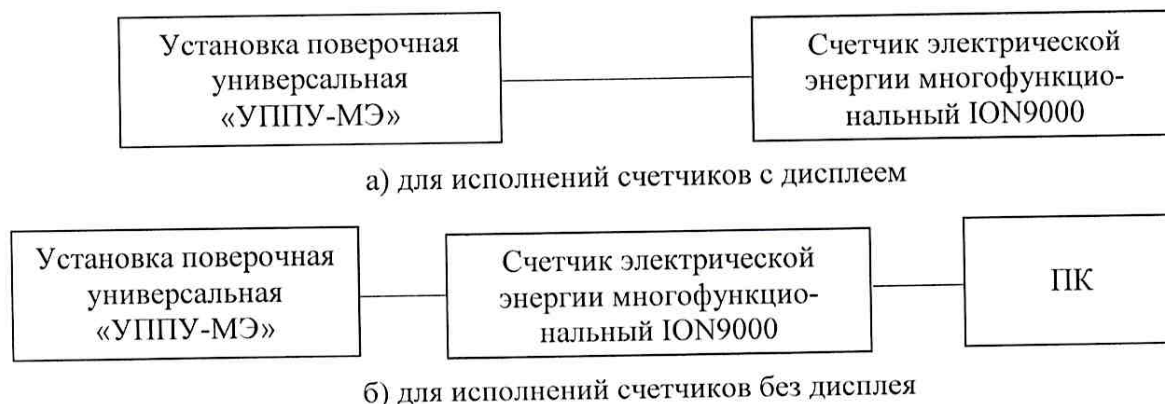 Установка поверочная
универсальная
«УППУ-МЭ»
Счетчик электрической
энергии многофункцио-
нальный ION9000
а) для исполнений счетчиков с дисплеем
Установка поверочная
универсальная
«УППУ-МЭ»
Счетчик электрической
энергии многофункцио-
нальный ION9000
ПК
б) для исполнений счетчиков без дисплея